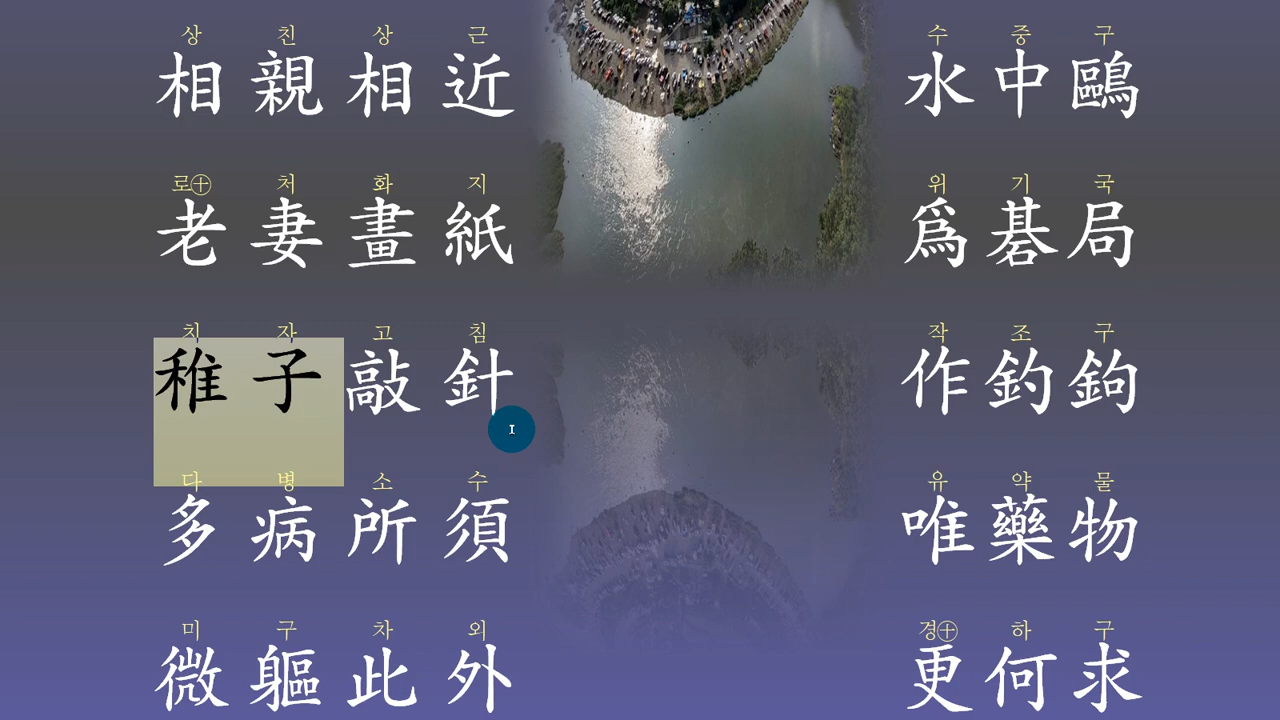 상 친 상 근 수 중 구
相親相近 水中鷗
로㊉ 처 화 지 위 기 국
老妻畫紙 爲碁局
치 자 고 침 작 조 구
稚子敲針 作釣鉤
다 병 소 수 유 약 물
多病所須 唯藥物
미 구 차 외 경㊉ 하 구
微軀此外 更何求